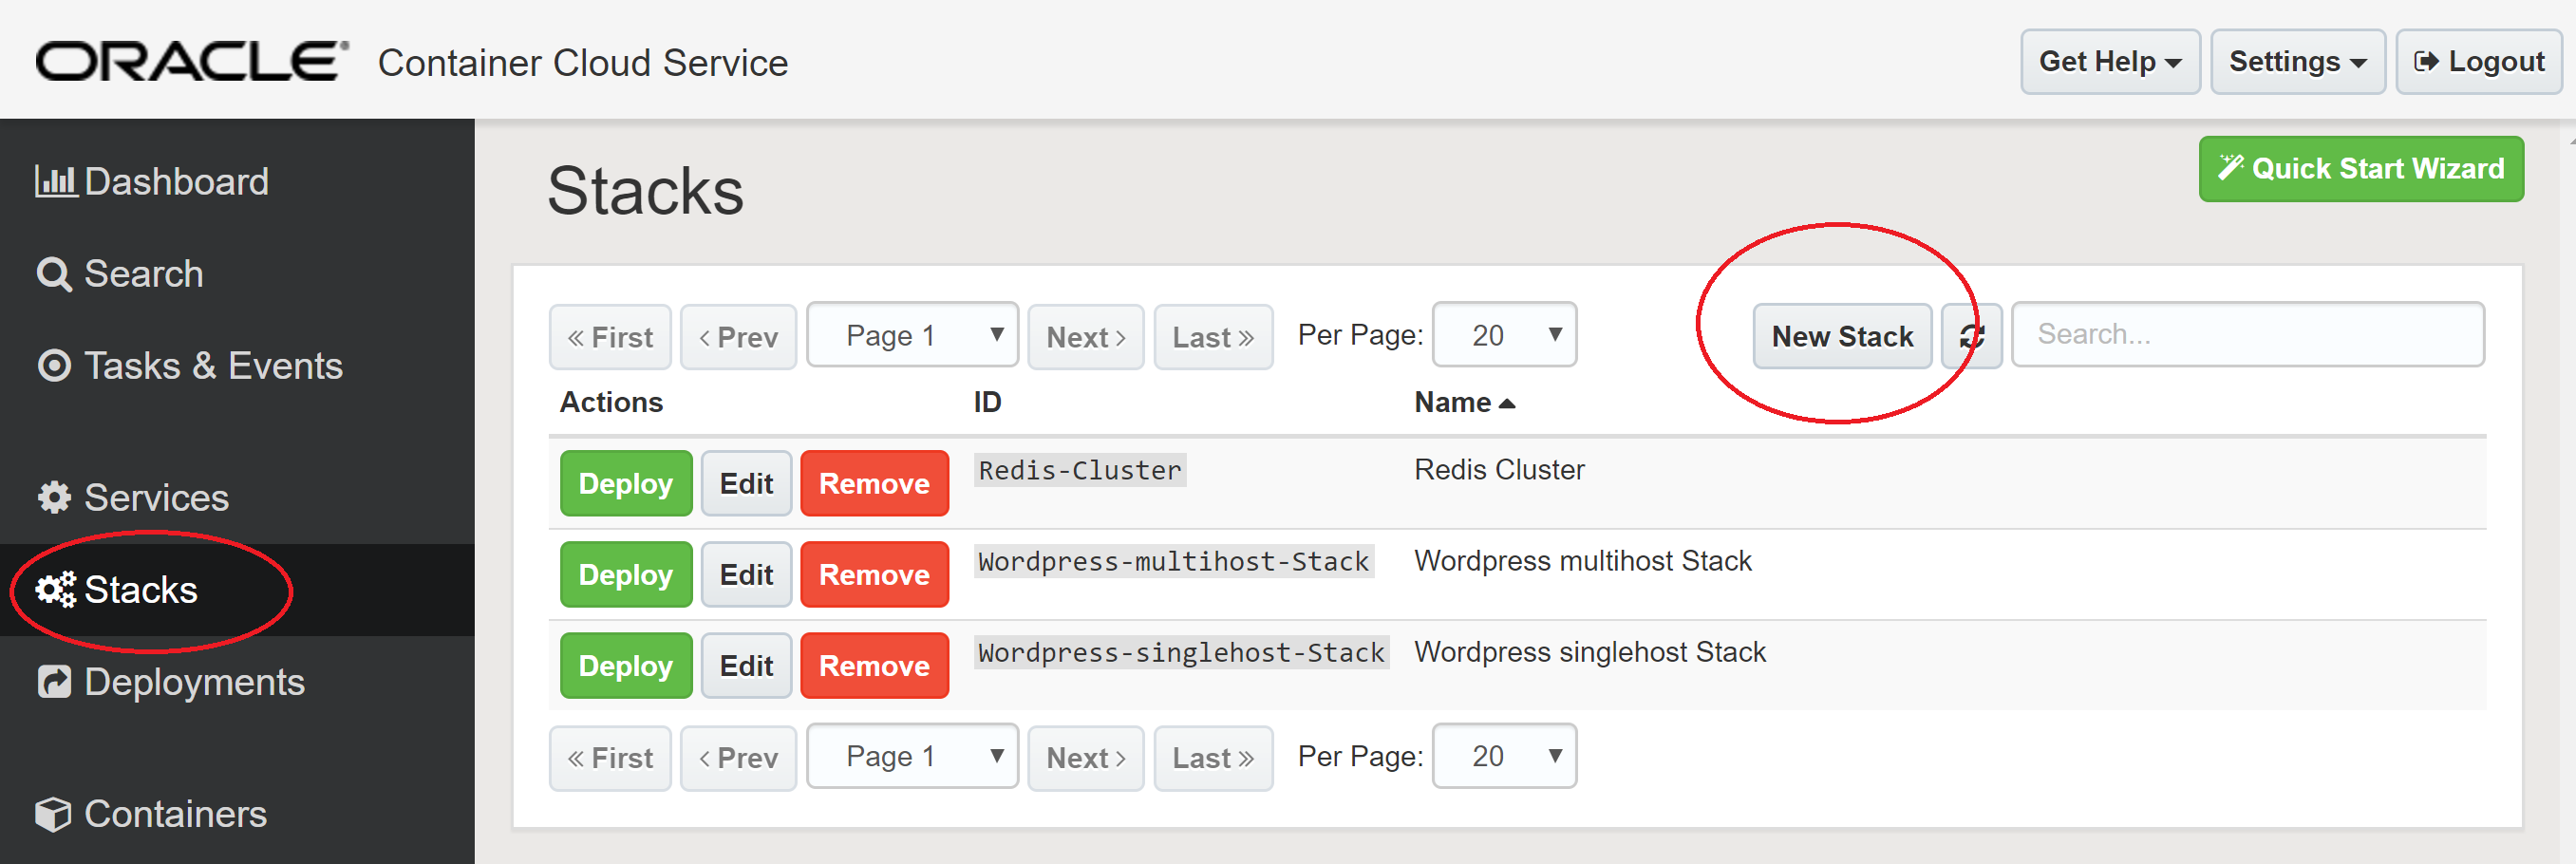 ORACLE® Container Cloud Service
Get Help Settings Logout
Dashboard
Search
Tasks & Events
Services
Stacks
Deployments
Containers
Stacks
Quick Start Wizard
« First ‹ Prev Page 1 Next › Last » Per Page: 20 New Stack Search...
Actions ID Name
Deploy Edit Remove Redis-Cluster Redis Cluster
Deploy Edit Remove Wordpress-multihost-Stack Wordpress multihost Stack
Deploy Edit Remove Wordpress-singlehost-Stack Wordpress singlehost Stack
« First ‹ Prev Page 1 Next › Last » Per Page: 20